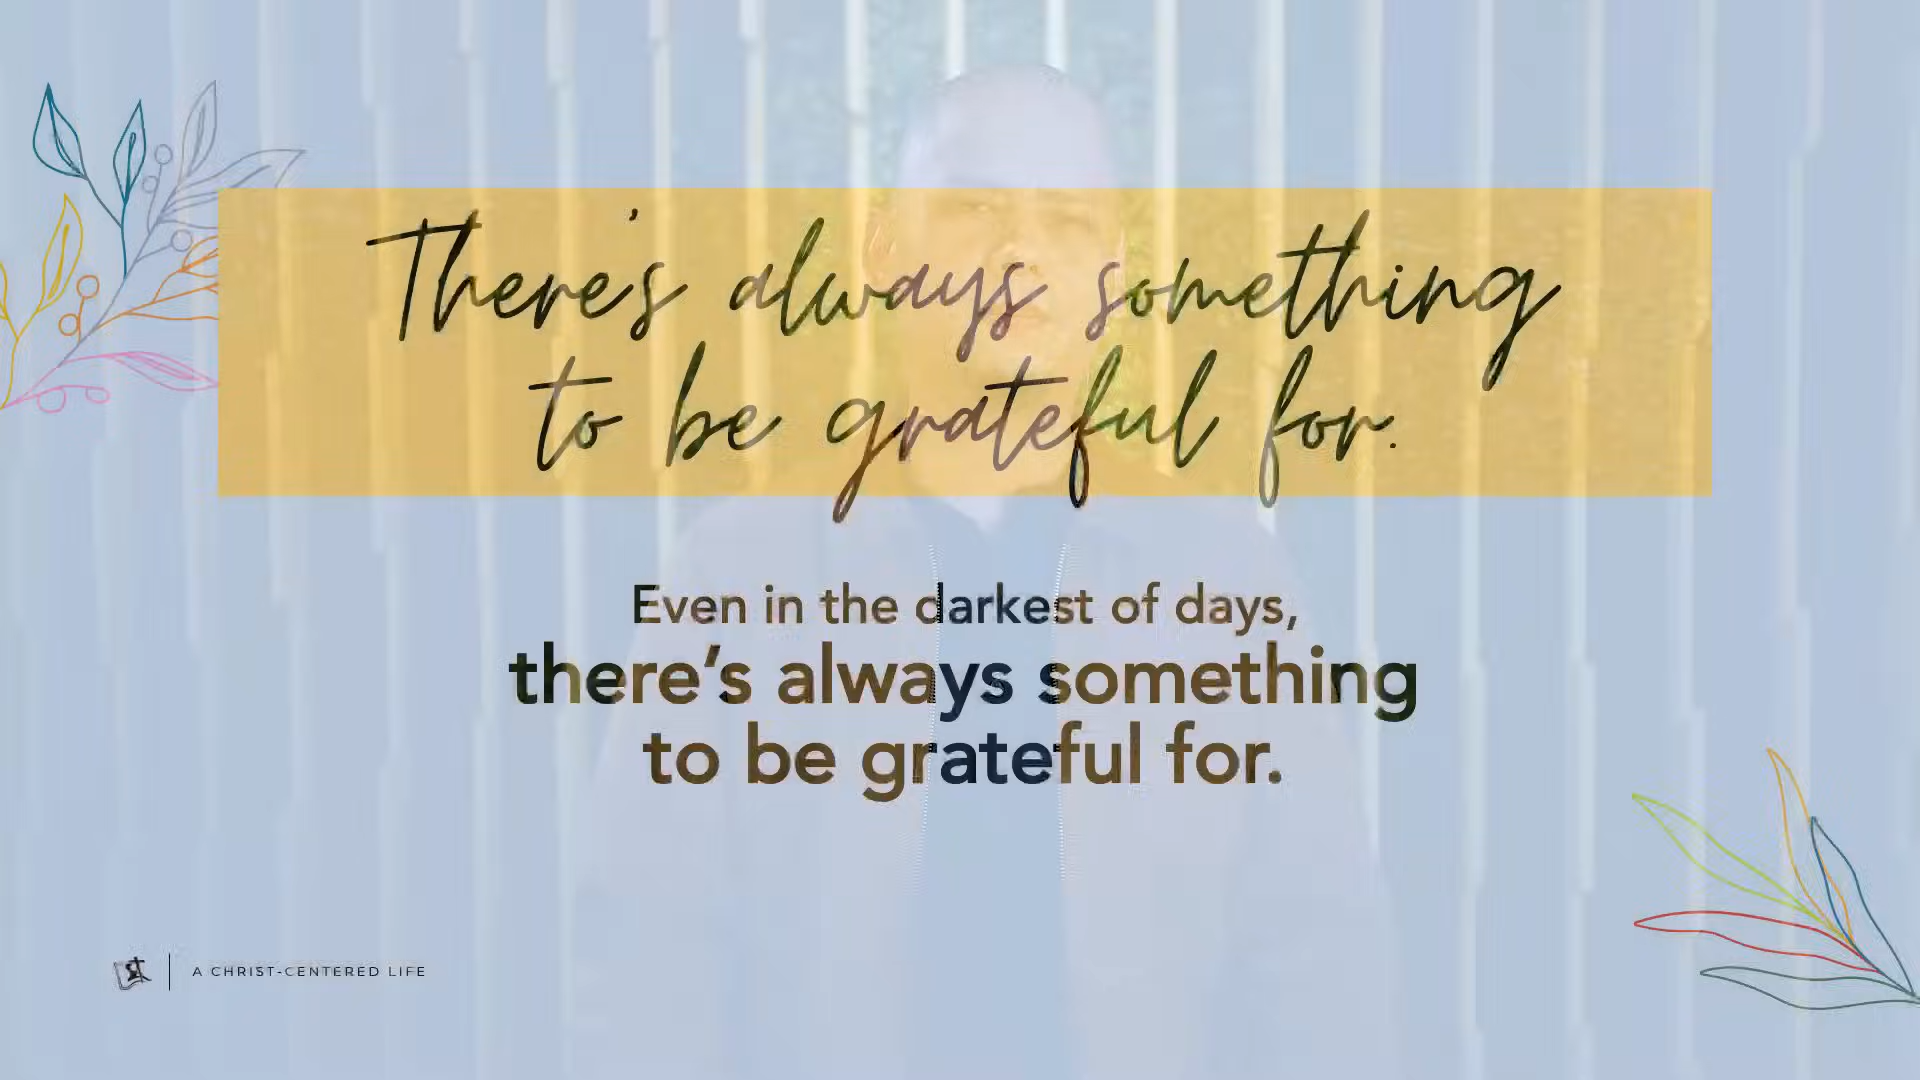 There's always something
to be grateful for.
Even in the darkest of days,
there's always something
to be grateful for.
A CHRIST-CENTERED LIFE